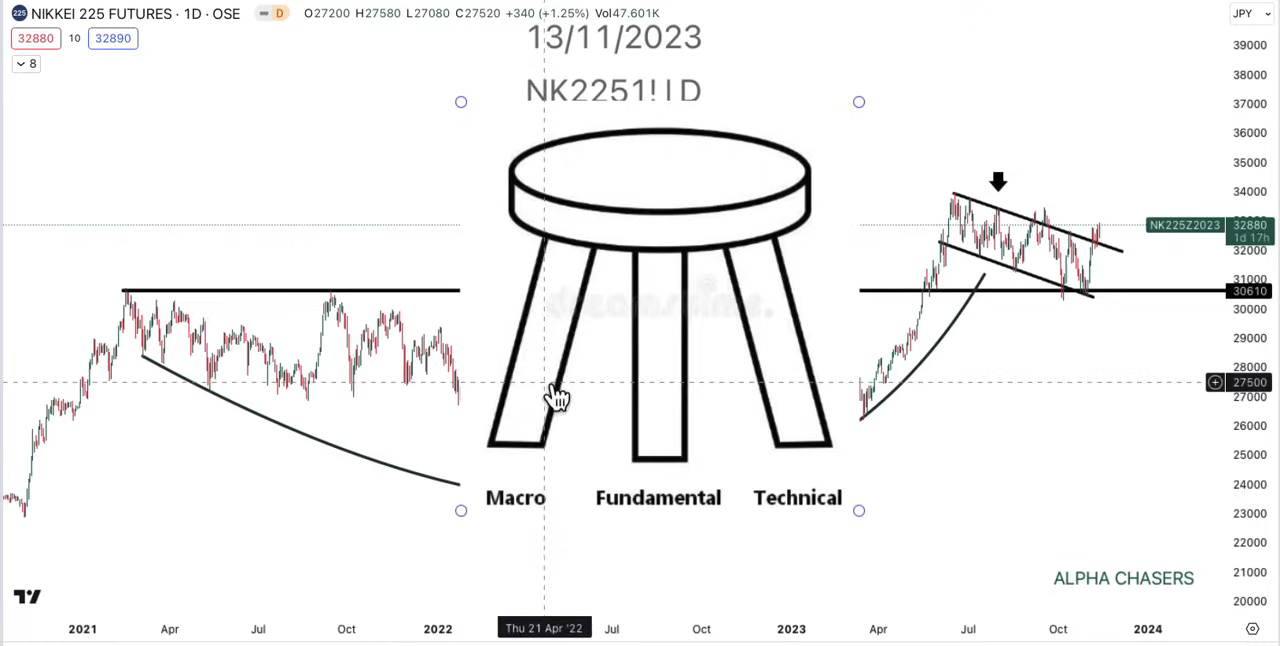 NIKKEI 225 FUTURES · 1D · OSE
D
O27200 H27580 L27080 C27520 +340 (+1.25%) Vol47.601K
JPY
32880 10 32890
8
13/11/2023
NK2251! | D
39000
38000
37000
36000
35000
34000
NK225Z2023 32880
1d 17h
32000
31000
30610
30000
29000
28000
27500
27000
26000
25000
24000
23000
22000
21000
20000
Macro Fundamental Technical
ALPHA CHASERS
2021 Apr Jul Oct 2022 Thu 21 Apr '22 Jul Oct 2023 Apr Jul Oct 2024